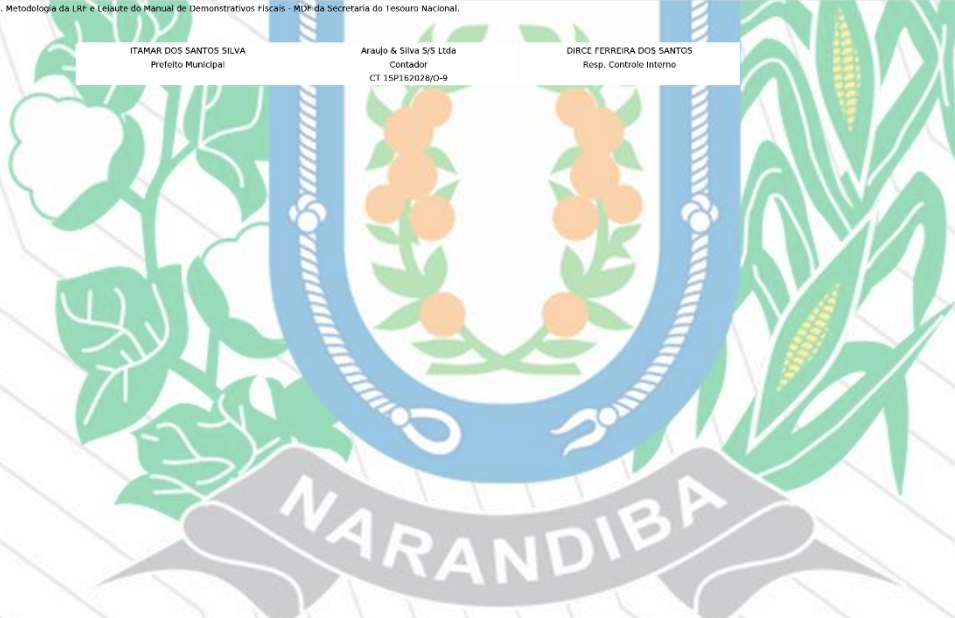 . Metodologia da LRF e Leiaute do Manual de Demonstrativos Fiscais - MDF da Secretaria do Tesouro Nacional.
ITAMAR DOS SANTOS SILVA
Prefeito Municipal
Araujo & Silva S/S Ltda
Contador
CT 1SP162028/O-9
DIRCE FERREIRA DOS SANTOS
Resp. Controle Interno
NARANDIBA